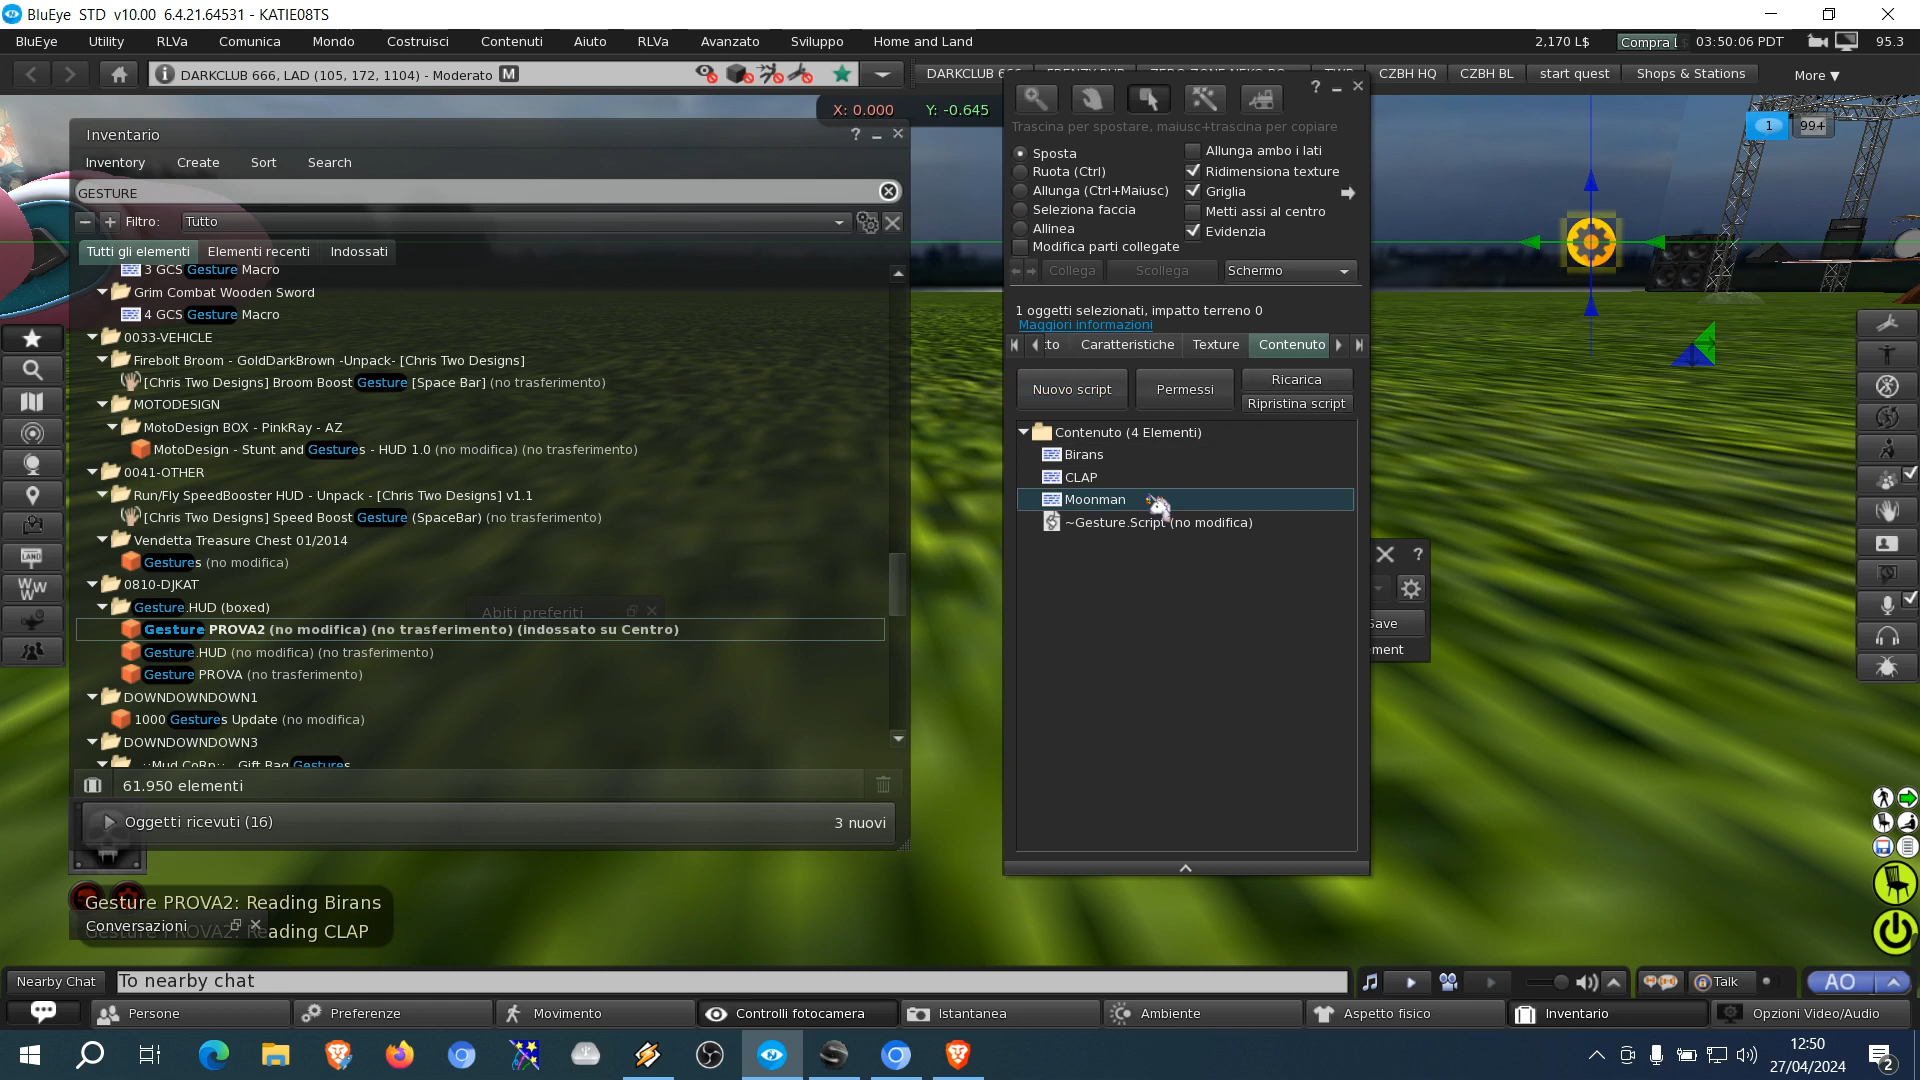 BluEye STD v10.00 6.4.21.64531 - KATIE08TS
BluEye Utility RLVa Comunica Mondo Costruisci Contenuti Aiuto RLVa Avanzato Sviluppo Home and Land
2,170 L$ Compra L$ 03:50:06 PDT 95.3
DARKCLUB 666, LAD (105, 172, 1104) - Moderato M
CZBH HQ CZBH BL start quest Shops & Stations More ▼
X: 0.000 Y: -0.645
1 99+
Inventario
Inventory Create Sort Search
GESTURE
Filtro: Tutto
Tutti gli elementi Elementi recenti Indossati
3 GCS Gesture Macro
Grim Combat Wooden Sword
4 GCS Gesture Macro
0033-VEHICLE
Firebolt Broom - GoldDarkBrown -Unpack- [Chris Two Designs]
[Chris Two Designs] Broom Boost Gesture [Space Bar] (no trasferimento)
MOTODESIGN
MotoDesign BOX - PinkRay - AZ
MotoDesign - Stunt and Gestures - HUD 1.0 (no modifica) (no trasferimento)
0041-OTHER
Run/Fly SpeedBooster HUD - Unpack - [Chris Two Designs] v1.1
[Chris Two Designs] Speed Boost Gesture (SpaceBar) (no trasferimento)
Vendetta Treasure Chest 01/2014
Gestures (no modifica)
0810-DJKAT
Gesture.HUD (boxed)
Abiti preferiti
Gesture PROVA2 (no modifica) (no trasferimento) (indossato su Centro)
Gesture.HUD (no modifica) (no trasferimento)
Gesture PROVA (no trasferimento)
DOWNDOWNDOWN1
1000 Gestures Update (no modifica)
DOWNDOWNDOWN3
.::Mud CoRp::. Gift Bag Gestures
61.950 elementi
Oggetti ricevuti (16) 3 nuovi
Trascina per spostare, maiusc+trascina per copiare
Sposta
Ruota (Ctrl)
Allunga (Ctrl+Maiusc)
Seleziona faccia
Allinea
Modifica parti collegate
Allunga ambo i lati
Ridimensiona texture
Griglia
Metti assi al centro
Evidenzia
Collega Scollega Schermo
1 oggetti selezionati, impatto terreno 0
Maggiori informazioni
Caratteristiche Texture Contenuto
Nuovo script Permessi Ricarica
Ripristina script
Contenuto (4 Elementi)
Birans
CLAP
Moonman
~Gesture.Script (no modifica)
Save
LAND
Gesture PROVA2: Reading Birans
Conversazioni
Gesture PROVA2: Reading CLAP
Nearby Chat To nearby chat Talk AO
Persone Preferenze Movimento Controlli fotocamera Istantanea Ambiente Aspetto fisico Inventario Opzioni Video/Audio
12:50
27/04/2024
2